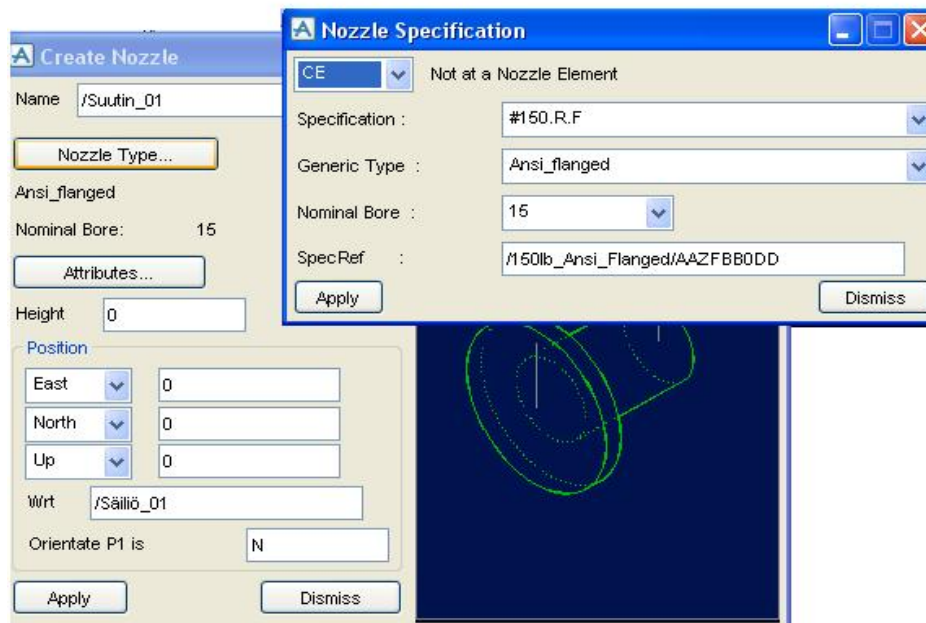 Create Nozzle
Name /Suutin_01
Nozzle Type...
Ansi_flanged
Nominal Bore: 15
Attributes...
Height 0
Position
East 0
North 0
Up 0
Wrt /Säiliö_01
Orientate P1 is N
Apply Dismiss
Nozzle Specification
CE Not at a Nozzle Element
Specification : #150.R.F
Generic Type : Ansi_flanged
Nominal Bore : 15
SpecRef : /150lb_Ansi_Flanged/AAZFBB0DD
Apply Dismiss